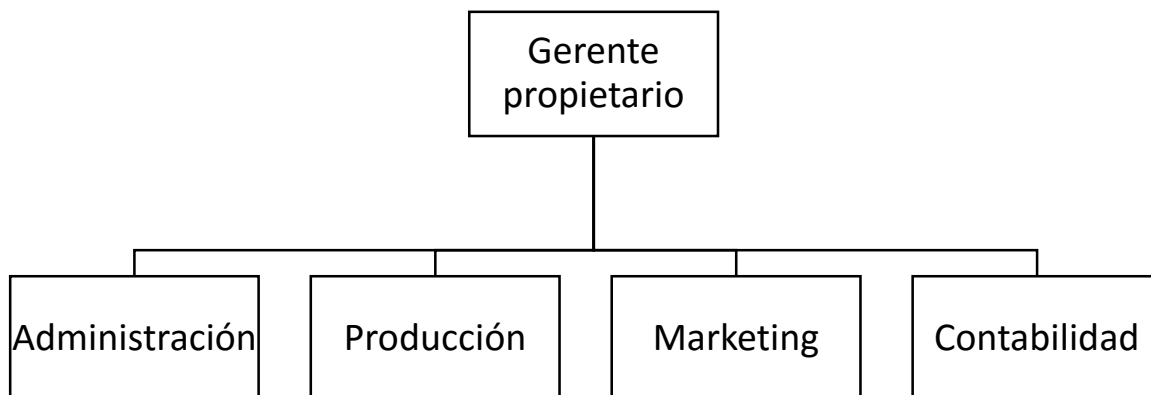 Gerente
propietario
Administración
Producción
Marketing
Contabilidad